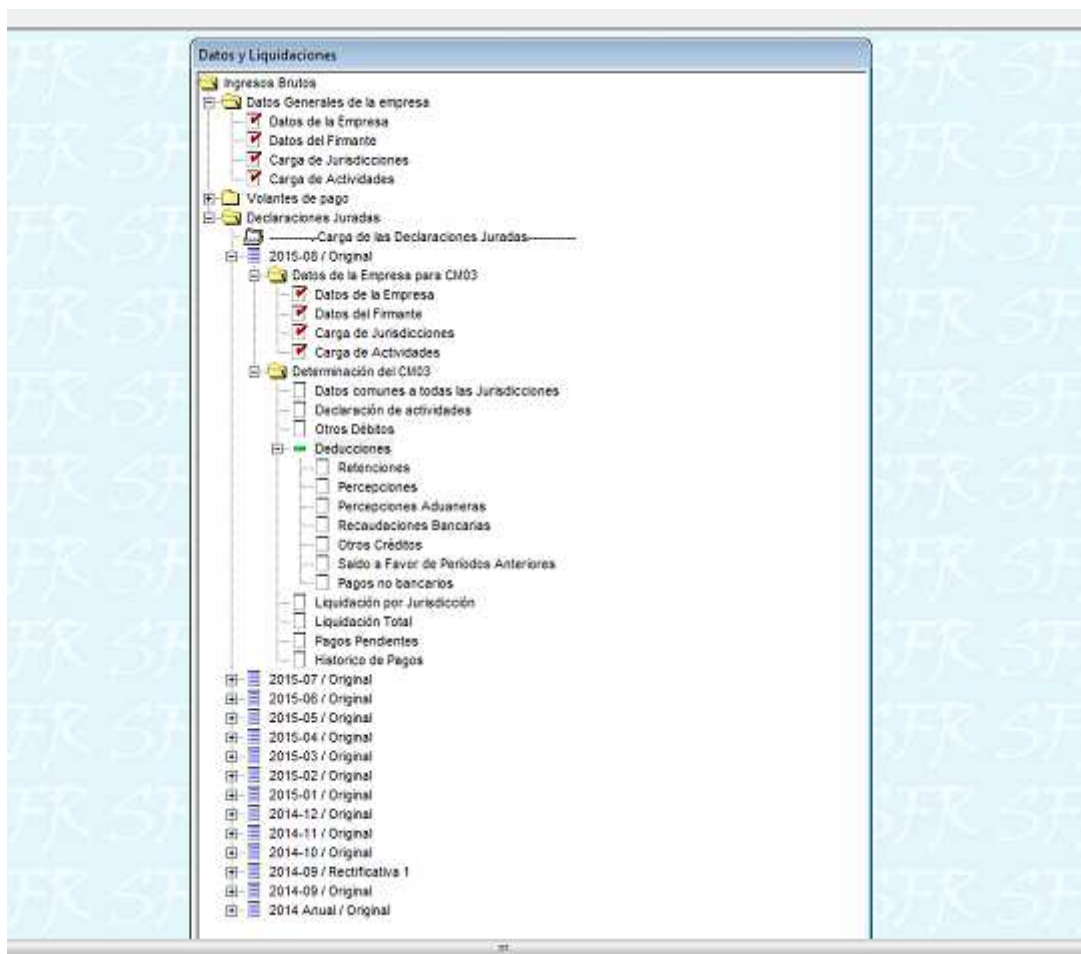 Datos y Liquidaciones
Ingresos Brutos
Datos Generales de la empresa
Datos de la Empresa
Datos del Firmante
Carga de Jurisdicciones
Carga de Actividades
Volantes de pago
Declaraciones Juradas
----------Carga de las Declaraciones Juradas----------
2015-08 / Original
Datos de la Empresa para CM03
Datos de la Empresa
Datos del Firmante
Carga de Jurisdicciones
Carga de Actividades
Determinación del CM03
Datos comunes a todas las Jurisdicciones
Declaración de actividades
Otros Débitos
Deducciones
Retenciones
Percepciones
Percepciones Aduaneras
Recaudaciones Bancarias
Otros Créditos
Saldo a Favor de Períodos Anteriores
Pagos no bancarios
Liquidación por Jurisdicción
Liquidación Total
Pagos Pendientes
Historico de Pagos
2015-07 / Original
2015-06 / Original
2015-05 / Original
2015-04 / Original
2015-03 / Original
2015-02 / Original
2015-01 / Original
2014-12 / Original
2014-11 / Original
2014-10 / Original
2014-09 / Rectificativa 1
2014-09 / Original
2014 Anual / Original